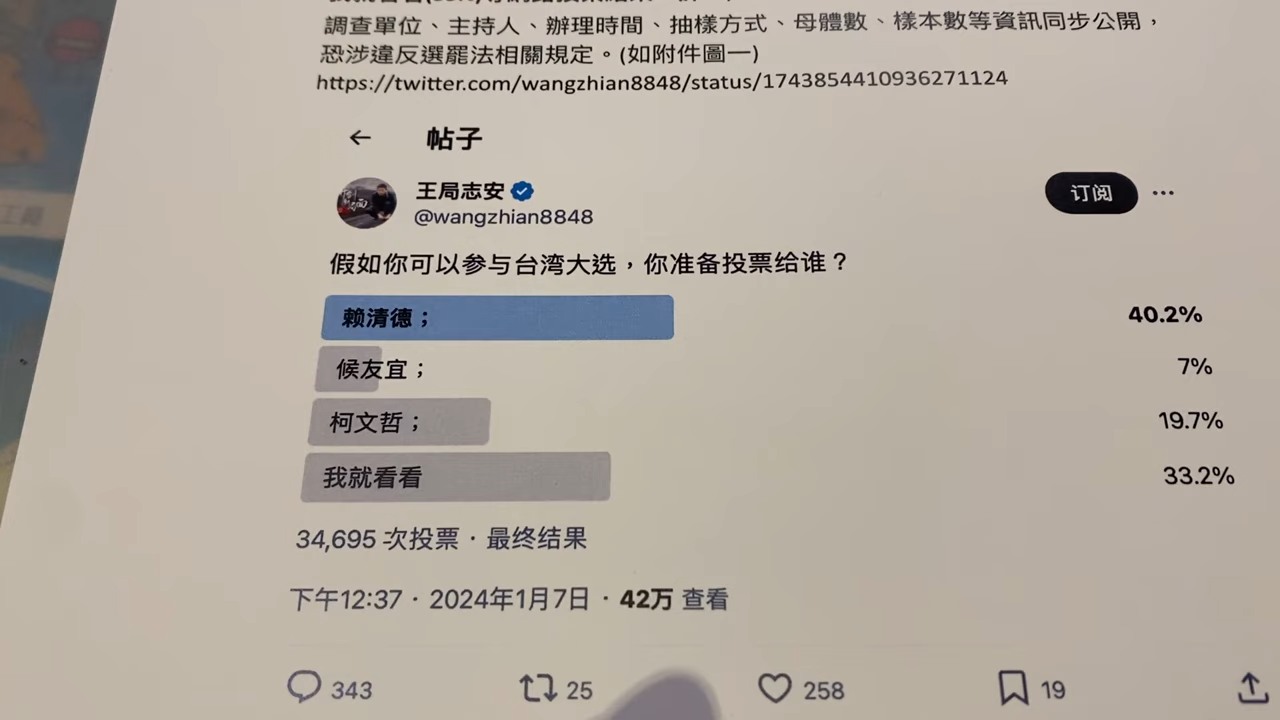 調查單位、主持人、辦理時間、抽樣方式、母體數、樣本數等資訊同步公開，
恐涉違反選罷法相關規定。(如附件圖一)
https://twitter.com/wangzhian8848/status/1743854410936271124
帖子
王局志安
@wangzhian8848
订阅
假如你可以参与台湾大选，你准备投票给谁？
赖清德； 40.2%
候友宜； 7%
柯文哲； 19.7%
我就看看 33.2%
34,695 次投票 · 最终结果
下午12:37 · 2024年1月7日 · 42万 查看
343 25 258 19